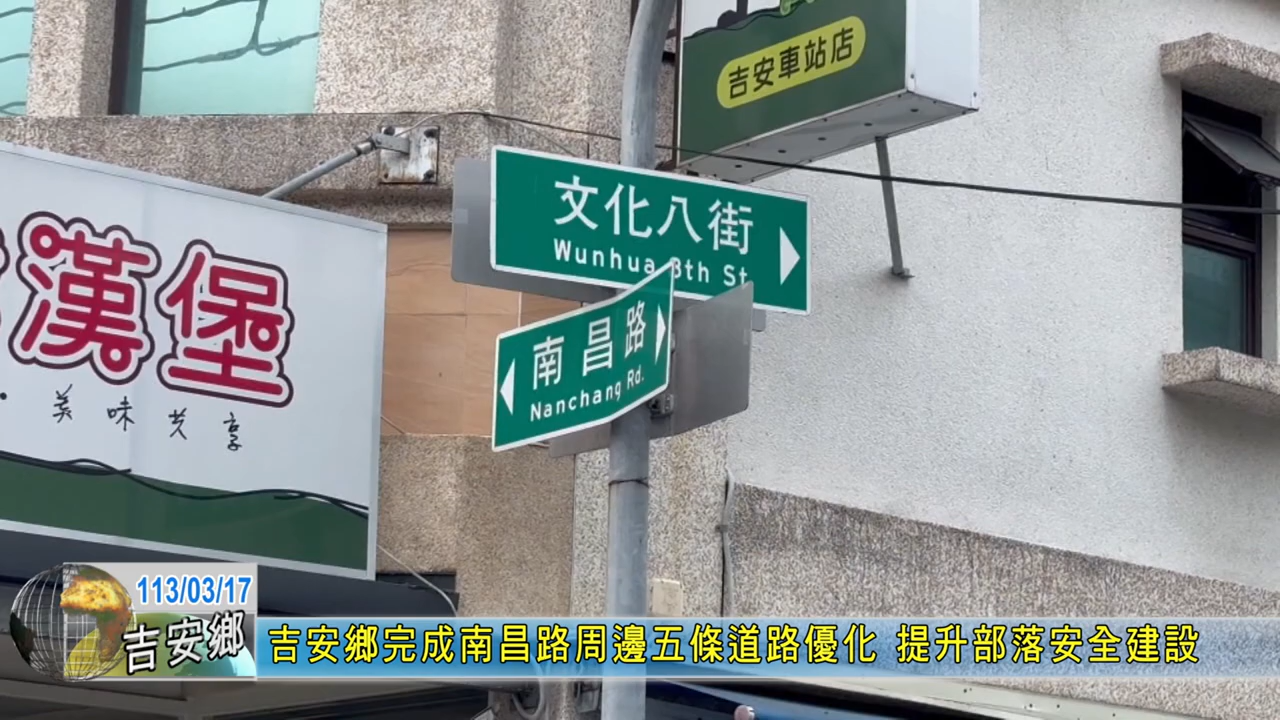 吉安車站店
文化八街
Wunhua 8th St
南昌路
Nanchang Rd.
漢堡
美味共享
113/03/17
吉安鄉
吉安鄉完成南昌路周邊五條道路優化 提升部落安全建設